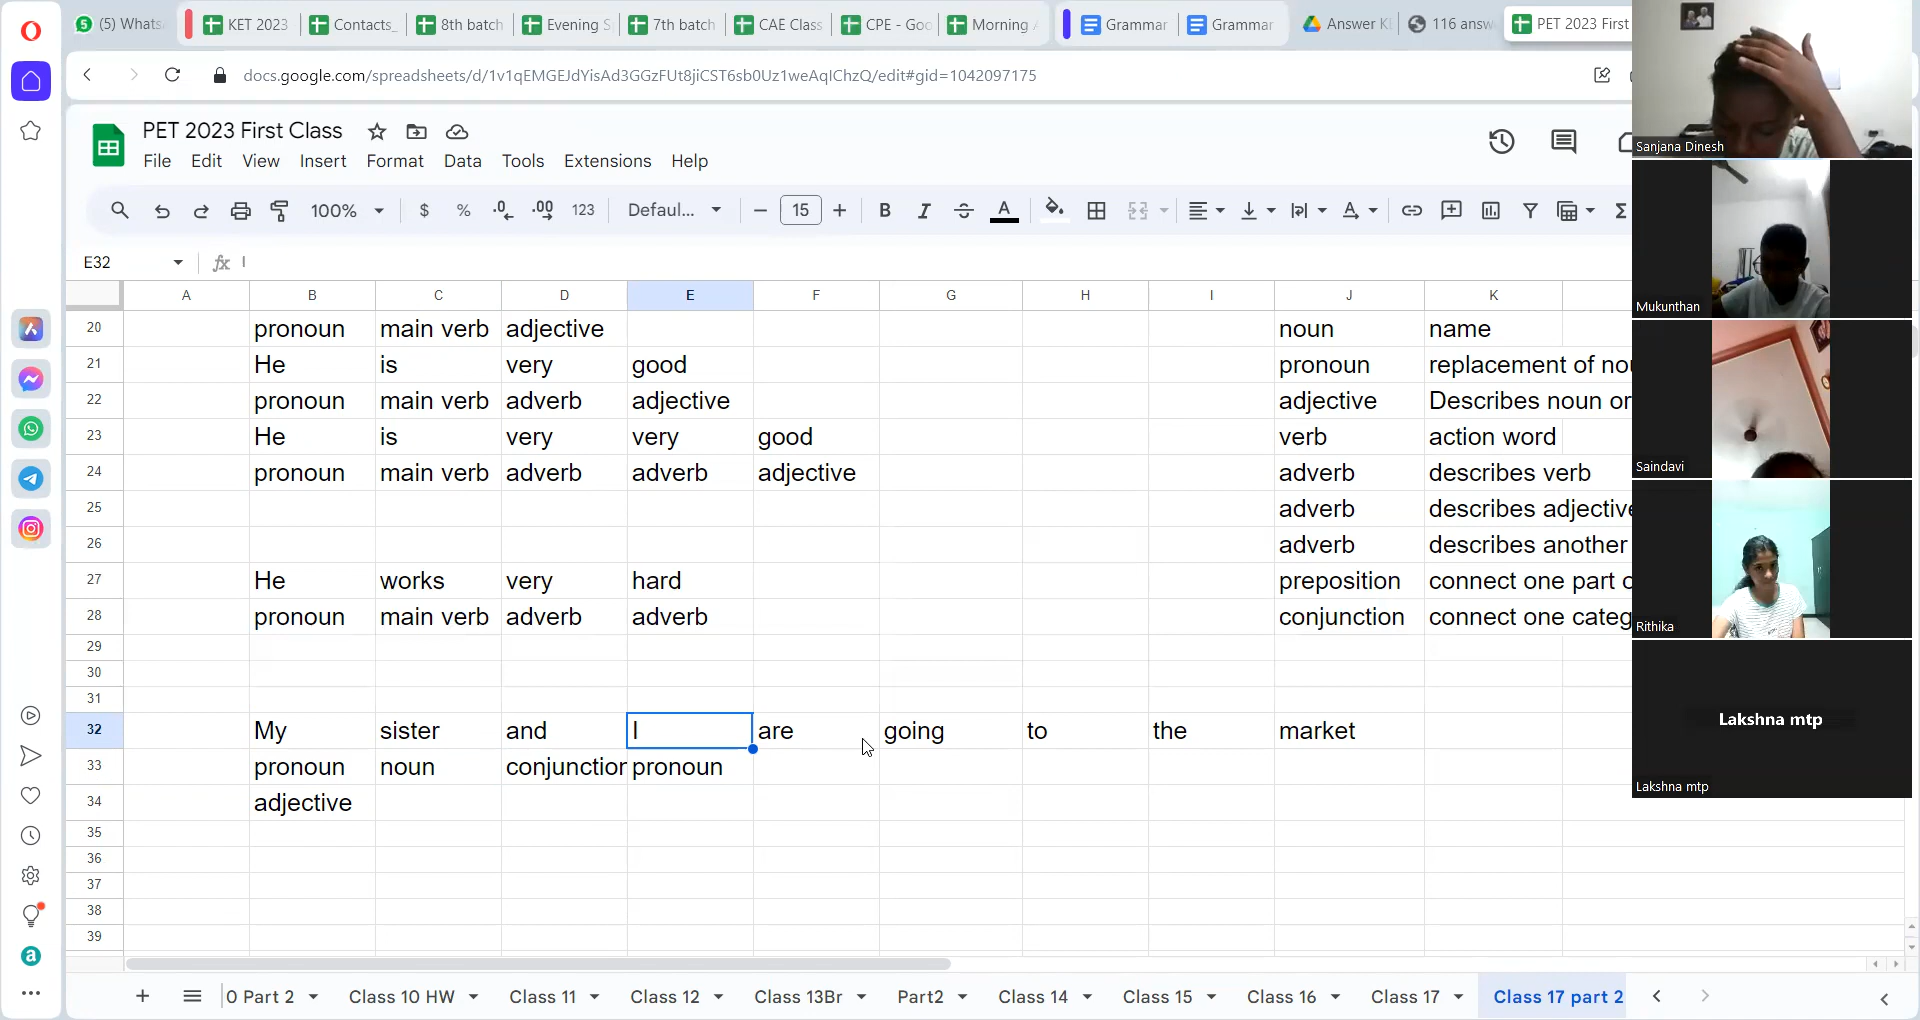 (5) Whats
KET 2023
Contacts_
8th batch
Evening S
7th batch
CAE Class
CPE - Goo
Morning A
Grammar
Grammar
Answer K
116 answ
PET 2023 First
docs.google.com/spreadsheets/d/1v1qEMGEJdYisAd3GGzFUt8jiCST6sb0Uz1weAqIChzQ/edit#gid=1042097175
PET 2023 First Class
File Edit View Insert Format Data Tools Extensions Help
100% $ % .0 .00 123 Defaul... 15 B I A Σ
E32 fx I
A B C D E F G H I J K
20 pronoun main verb adjective noun name
21 He is very good pronoun replacement of nou
22 pronoun main verb adverb adjective adjective Describes noun or
23 He is very very good verb action word
24 pronoun main verb adverb adverb adjective adverb describes verb
25 adverb describes adjective
26 adverb describes another
27 He works very hard preposition connect one part o
28 pronoun main verb adverb adverb conjunction connect one categ
29
30
31
32 My sister and I are going to the market
33 pronoun noun conjunction pronoun
34 adjective
35
36
37
38
39
0 Part 2 Class 10 HW Class 11 Class 12 Class 13Br Part2 Class 14 Class 15 Class 16 Class 17 Class 17 part 2
Sanjana Dinesh
Mukunthan
Saindavi
Rithika
Lakshna mtp
Lakshna mtp